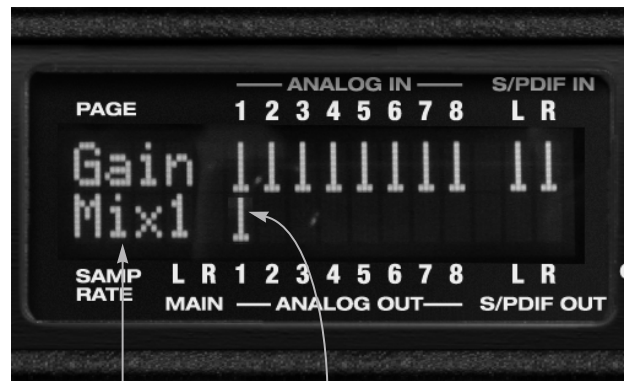 ANALOG IN S/PDIF IN
PAGE 1 2 3 4 5 6 7 8 L R
Gain
Mix1
SAMP RATE L R 1 2 3 4 5 6 7 8 L R
MAIN ANALOG OUT S/PDIF OUT